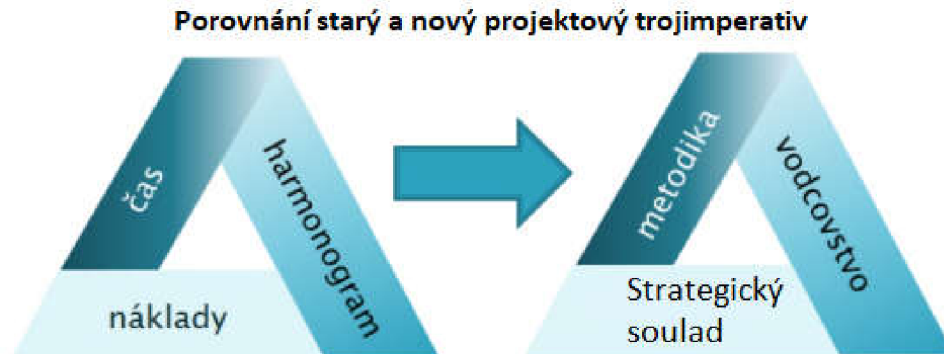 Porovnání starý a nový projektový trojimperativ
čas
harmonogram
náklady
metodika
vodcovstvo
Strategický
soulad